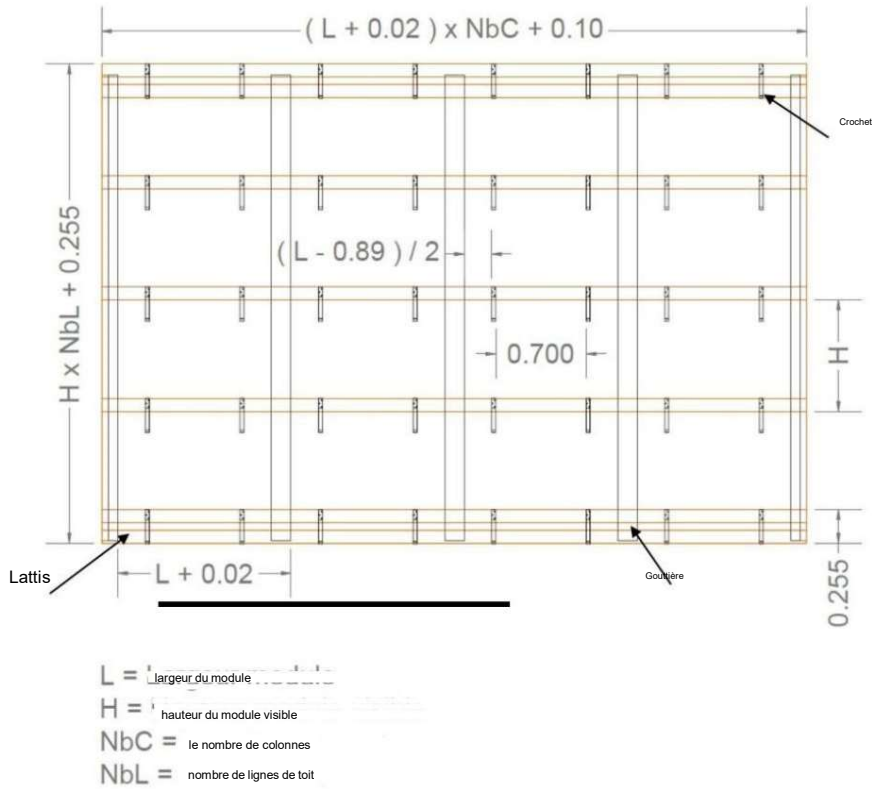 ( L + 0.02 ) x NbC + 0.10
Crochet
H x NbL + 0.255
( L - 0.89 ) / 2
0.700
H
Lattis
L + 0.02
Gouttière
0.255
L = largeur du module
H = hauteur du module visible
NbC = le nombre de colonnes
NbL = nombre de lignes de toit